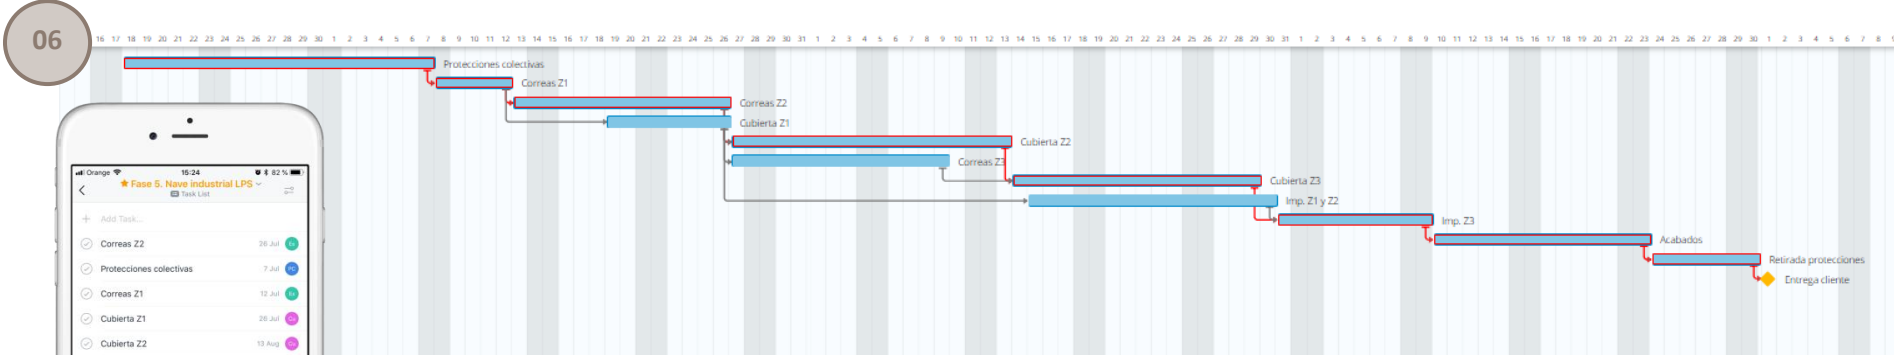 06
16 17 18 19 20 21 22 23 24 25 26 27 28 29 30 1 2 3 4 5 6 7 8 9 10 11 12 13 14 15 16 17 18 19 20 21 22 23 24 25 26 27 28 29 30 31 1 2 3 4 5 6 7 8 9 10 11 12 13 14 15 16 17 18 19 20 21 22 23 24 25 26 27 28 29 30 31 1 2 3 4 5 6 7 8 9 10 11 12 13 14 15 16 17 18 19 20 21 22 23 24 25 26 27 28 29 30 1 2 3 4 5 6 7 8
Protecciones colectivas
Correas Z1
Correas Z2
Cubierta Z1
Cubierta Z2
Correas Z3
Cubierta Z3
Imp. Z1 y Z2
Imp. Z3
Acabados
Retirada protecciones
Entrega cliente
Orange 15:24 82 %
Fase 5. Nave industrial LPS
Task List
Add Task...
Correas Z2 26 Jul
Protecciones colectivas 7 Jul PC
Correas Z1 12 Jul
Cubierta Z1 26 Jul
Cubierta Z2 13 Aug